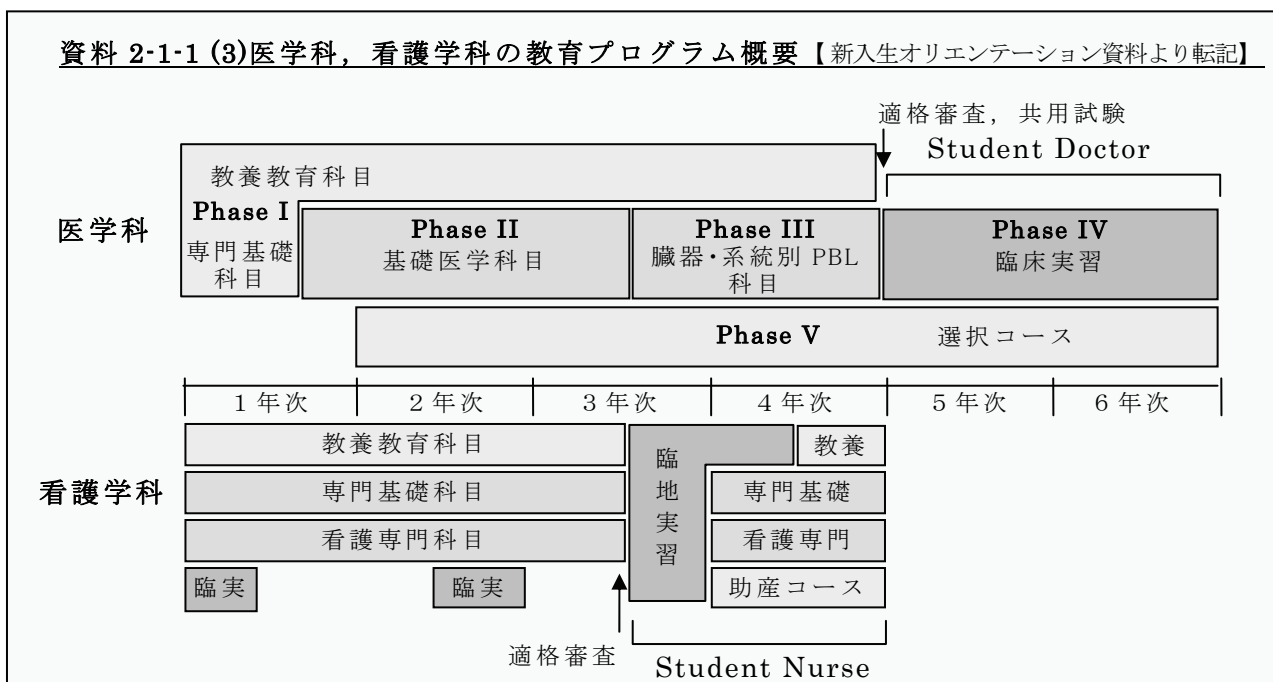 資料 2-1-1 (3)医学科，看護学科の教育プログラム概要【新入生オリエンテーション資料より転記】
適格審査，共用試験
Student Doctor
教養教育科目
医学科
Phase I
専門基礎
科目
Phase II
基礎医学科目
Phase III
臓器・系統別 PBL
科目
Phase IV
臨床実習
Phase V 選択コース
1 年次 2 年次 3 年次 4 年次 5 年次 6 年次
看護学科
教養教育科目
専門基礎科目
看護専門科目
臨実 臨実
臨
地
実
習
教養
専門基礎
看護専門
助産コース
適格審査
Student Nurse